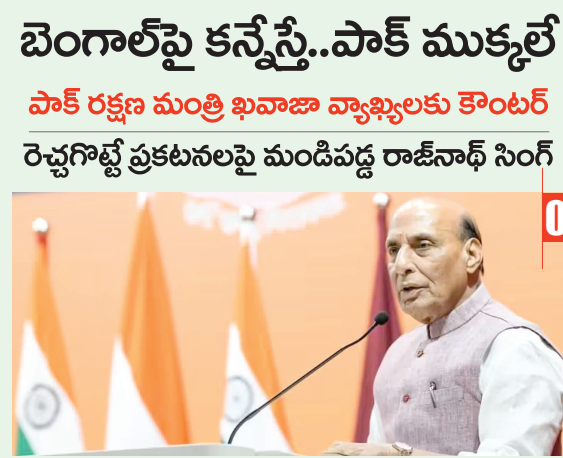 బెంగాల్‌పై కన్నేస్తే..పాక్ ముక్కలే
పాక్ రక్షణ మంత్రి ఖవాజా వ్యాఖ్యలకు కౌంటర్
రెచ్చగొట్టే ప్రకటనలపై మండిపడ్డ రాజ్‌నాథ్ సింగ్